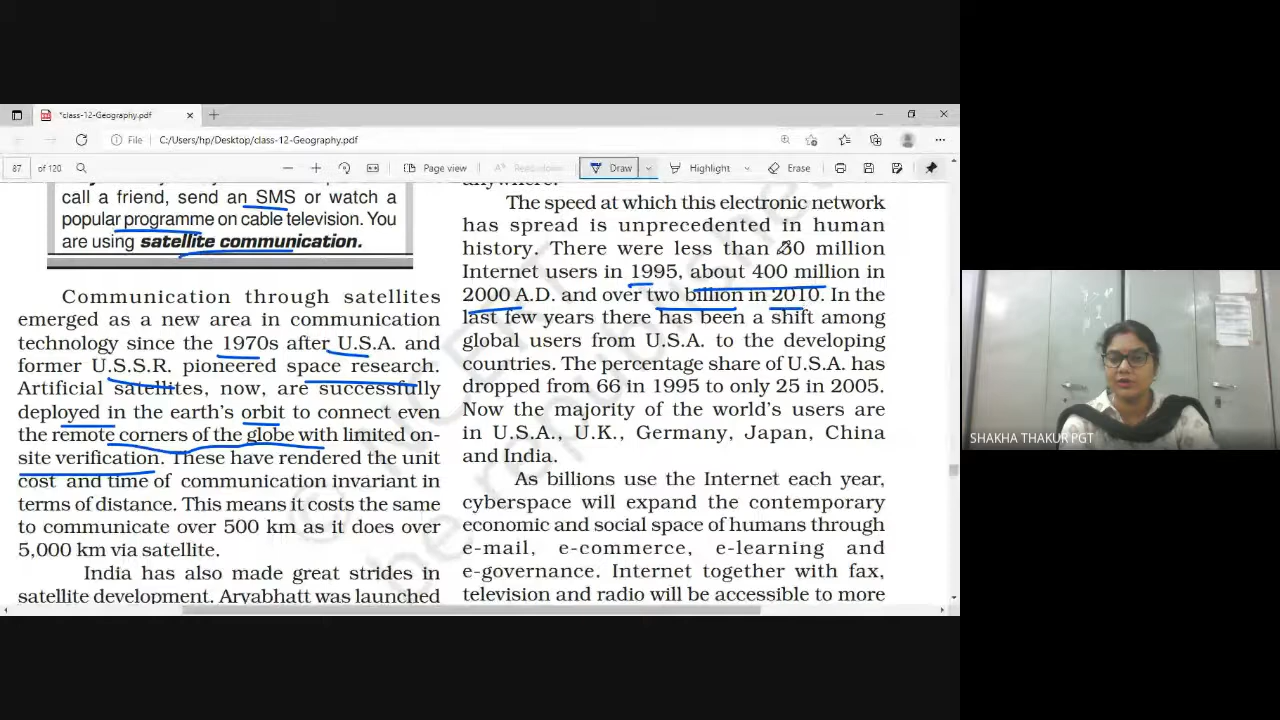 *class-12-Geography.pdf
File C:/Users/hp/Desktop/class-12-Geography.pdf
87 of 120 Page view Draw Highlight Erase
call a friend, send an SMS or watch a
popular programme on cable television. You
are using satellite communication.
Communication through satellites
emerged as a new area in communication
technology since the 1970s after U.S.A. and
former U.S.S.R. pioneered space research.
Artificial satellites, now, are successfully
deployed in the earth's orbit to connect even
the remote corners of the globe with limited on-
site verification. These have rendered the unit
cost and time of communication invariant in
terms of distance. This means it costs the same
to communicate over 500 km as it does over
5,000 km via satellite.
India has also made great strides in
satellite development. Aryabhatt was launched
anywhere.
The speed at which this electronic network
has spread is unprecedented in human
history. There were less than million
Internet users in 1995, about 400 million in
2000 A.D. and over two billion in 2010. In the
last few years there has been a shift among
global users from U.S.A. to the developing
countries. The percentage share of U.S.A. has
dropped from 66 in 1995 to only 25 in 2005.
Now the majority of the world's users are
in U.S.A., U.K., Germany, Japan, China
and India.
As billions use the Internet each year,
cyberspace will expand the contemporary
economic and social space of humans through
e-mail, e-commerce, e-learning and
e-governance. Internet together with fax,
television and radio will be accessible to more
SHAKHA THAKUR PGT